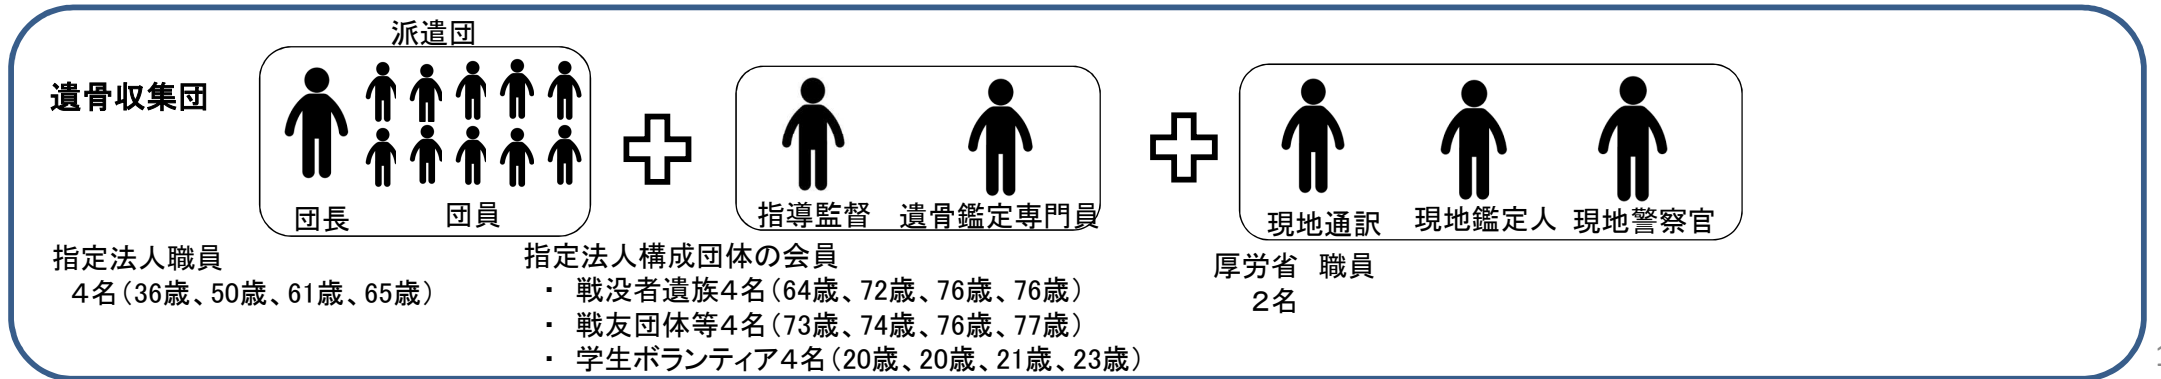 派遣団
遺骨収集団
団長
団員
指導監督
遺骨鑑定専門員
現地通訳
現地鑑定人
現地警察官
指定法人職員
４名（36歳、50歳、61歳、65歳）
指定法人構成団体の会員
・ 戦没者遺族４名（64歳、72歳、76歳、76歳）
・ 戦友団体等４名（73歳、74歳、76歳、77歳）
・ 学生ボランティア４名（20歳、20歳、21歳、23歳）
厚労省　職員
２名